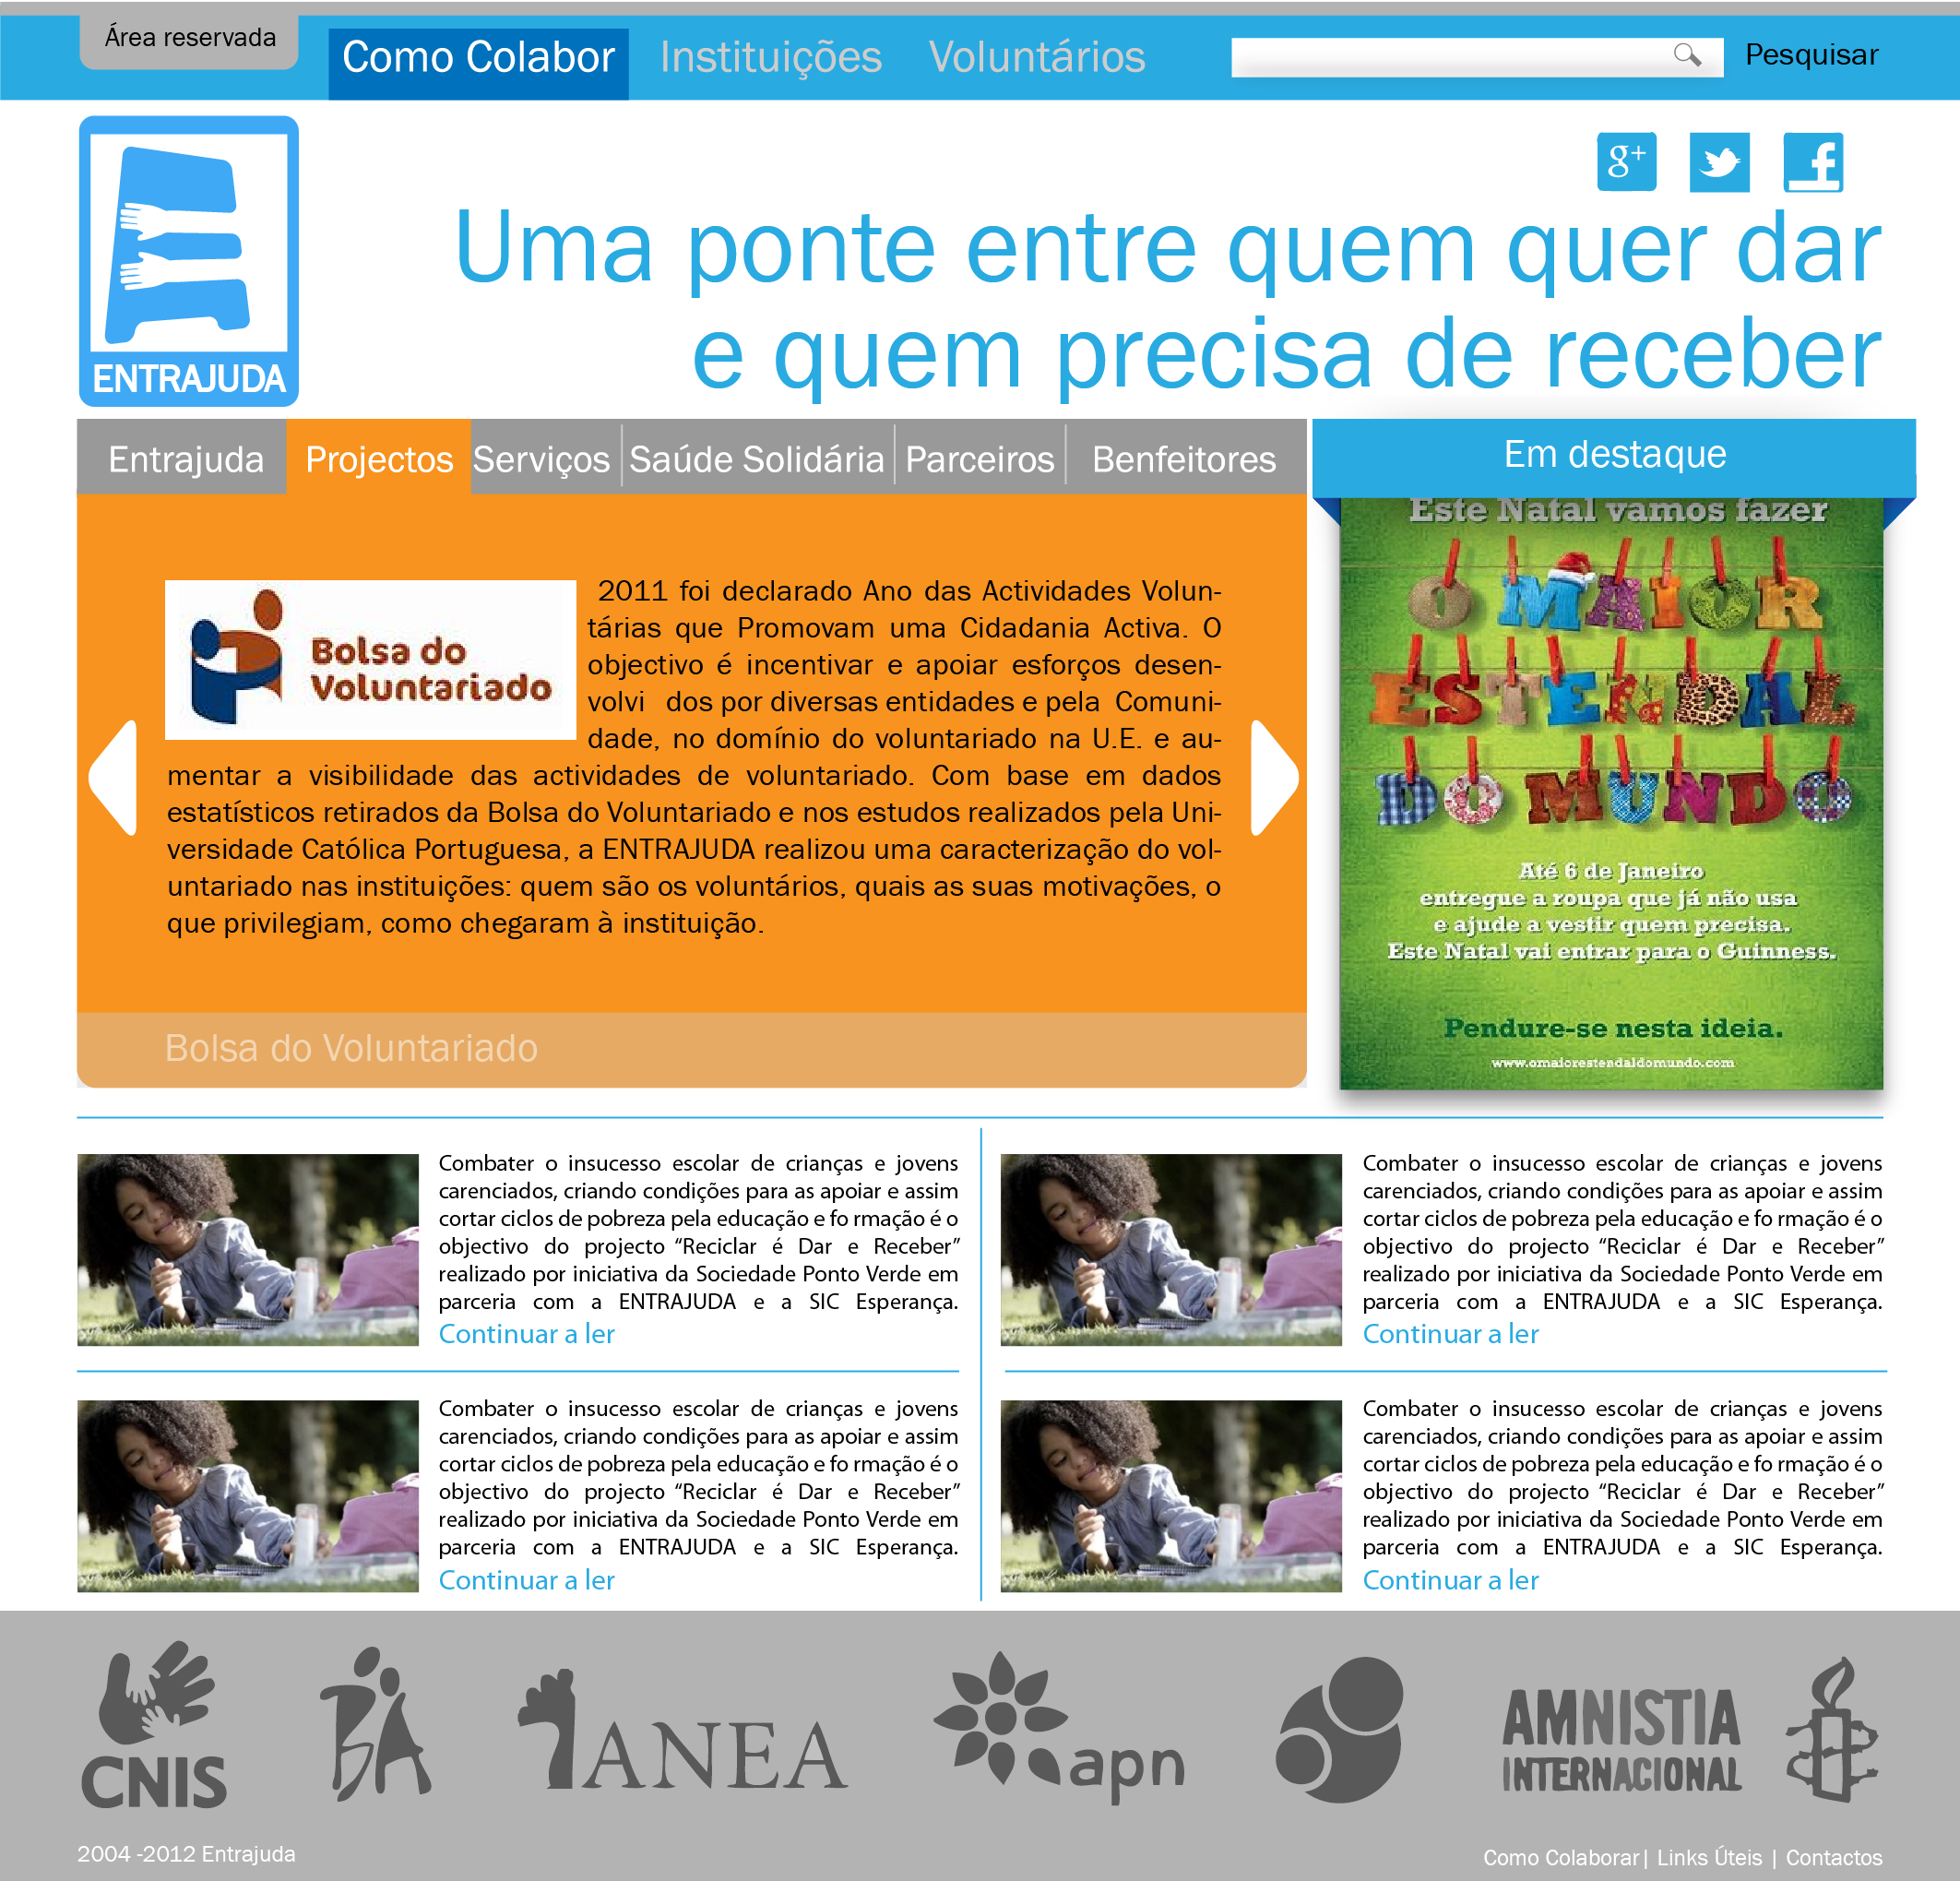 Área reservada
Como Colabor
Instituições
Voluntários
Pesquisar
g+
f
ENTRAJUDA
Uma ponte entre quem quer dar
e quem precisa de receber
Entrajuda
Projectos
Serviços
Saúde Solidária
Parceiros
Benfeitores
Em destaque
Bolsa do
Voluntariado
2011 foi declarado Ano das Actividades Volun-
társias que Promovam uma Cidadania Activa. O
objectivo é incentivar e apoiar esforços desen-
volvi dos por diversas entidades e pela Comuni-
dade, no domínio do voluntariado na U.E. e au-
mentar a visibilidade das actividades de voluntariado. Com base em dados
estatísticos retirados da Bolsa do Voluntariado e nos estudos realizados pela Uni-
versidade Católica Portuguesa, a ENTRAJUDA realizou uma caracterização do vol-
untariado nas instituições: quem são os voluntários, quais as suas motivações, o
que privilegiam, como chegaram à instituição.
Bolsa do Voluntariado
Este Natal vamos fazer
O MAIOR
ESTENDAL
DO MUNDO
Até 6 de Janeiro
entregue a roupa que já não usa
e ajude a vestir quem precisa.
Este Natal vai entrar para o Guinness.
Pendure-se nesta ideia.
www.omaiorestendaldomundo.com
Combater o insucesso escolar de crianças e jovens
carenciados, criando condições para as apoiar e assim
cortar ciclos de pobreza pela educação e fo rmação é o
objectivo do projecto “Reciclar é Dar e Receber”
realizado por iniciativa da Sociedade Ponto Verde em
parceria com a ENTRAJUDA e a SIC Esperança.
Continuar a ler
Combater o insucesso escolar de crianças e jovens
carenciados, criando condições para as apoiar e assim
cortar ciclos de pobreza pela educação e fo rmação é o
objectivo do projecto “Reciclar é Dar e Receber”
realizado por iniciativa da Sociedade Ponto Verde em
parceria com a ENTRAJUDA e a SIC Esperança.
Continuar a ler
Combater o insucesso escolar de crianças e jovens
carenciados, criando condições para as apoiar e assim
cortar ciclos de pobreza pela educação e fo rmação é o
objectivo do projecto “Reciclar é Dar e Receber”
realizado por iniciativa da Sociedade Ponto Verde em
parceria com a ENTRAJUDA e a SIC Esperança.
Continuar a ler
Combater o insucesso escolar de crianças e jovens
carenciados, criando condições para as apoiar e assim
cortar ciclos de pobreza pela educação e fo rmação é o
objectivo do projecto “Reciclar é Dar e Receber”
realizado por iniciativa da Sociedade Ponto Verde em
parceria com a ENTRAJUDA e a SIC Esperança.
Continuar a ler
CNIS
BA
ANEA
apn
AMNISTIA
INTERNACIONAL
2004 -2012 Entrajuda
Como Colaborar| Links Úteis | Contactos